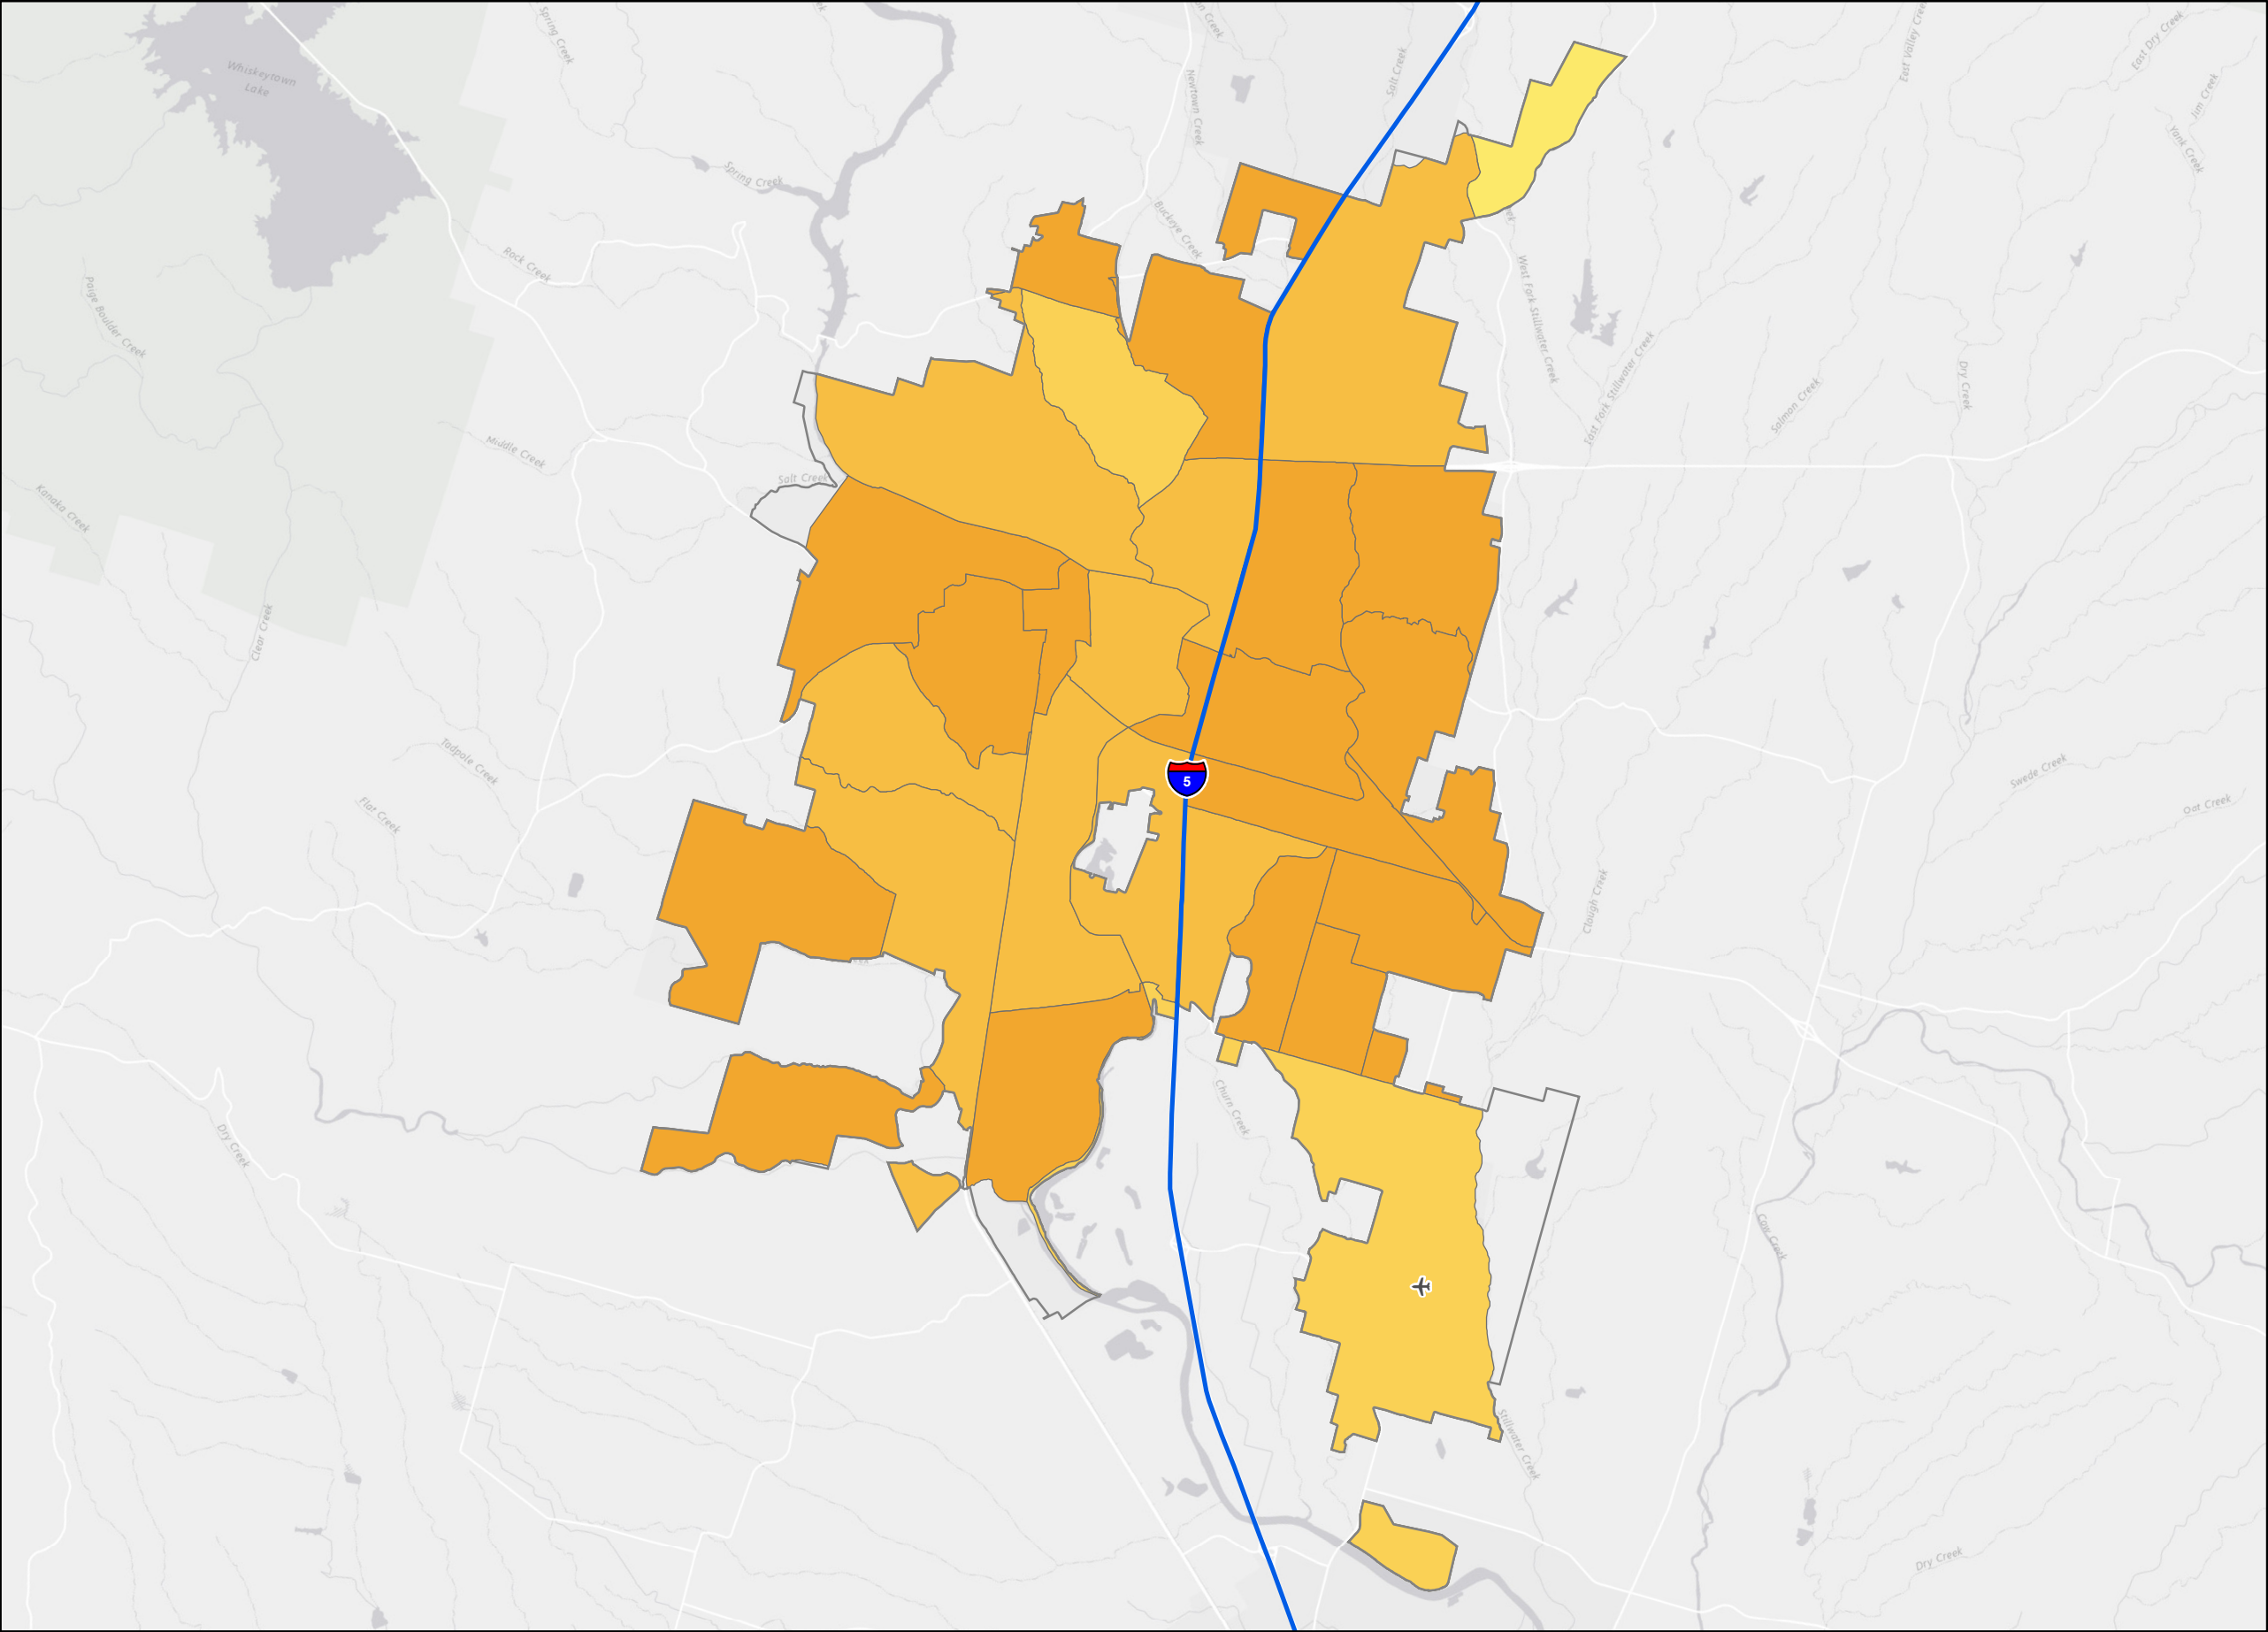 Spring Creek
Salt Creek
East Valley Cree
East Dry Creek
Whiskeytown
Lake
Newtown Creek
Jim Creek
Yank Creek
Spring Creek
Buckeye Creek
Rock Creek
West Fork Stillwater Creek
Paige Boulder Creek
East Fork Stillwater Creek
Salmon Creek
Dry Creek
Middle Creek
Salt Creek
Kanaka Creek
Clear Creek
Tadpole Creek
Swede Creek
5
Oat Creek
Flat Creek
Clough Creek
Churn Creek
Dry Creek
Cow Creek
Stillwater Creek
Dry Creek